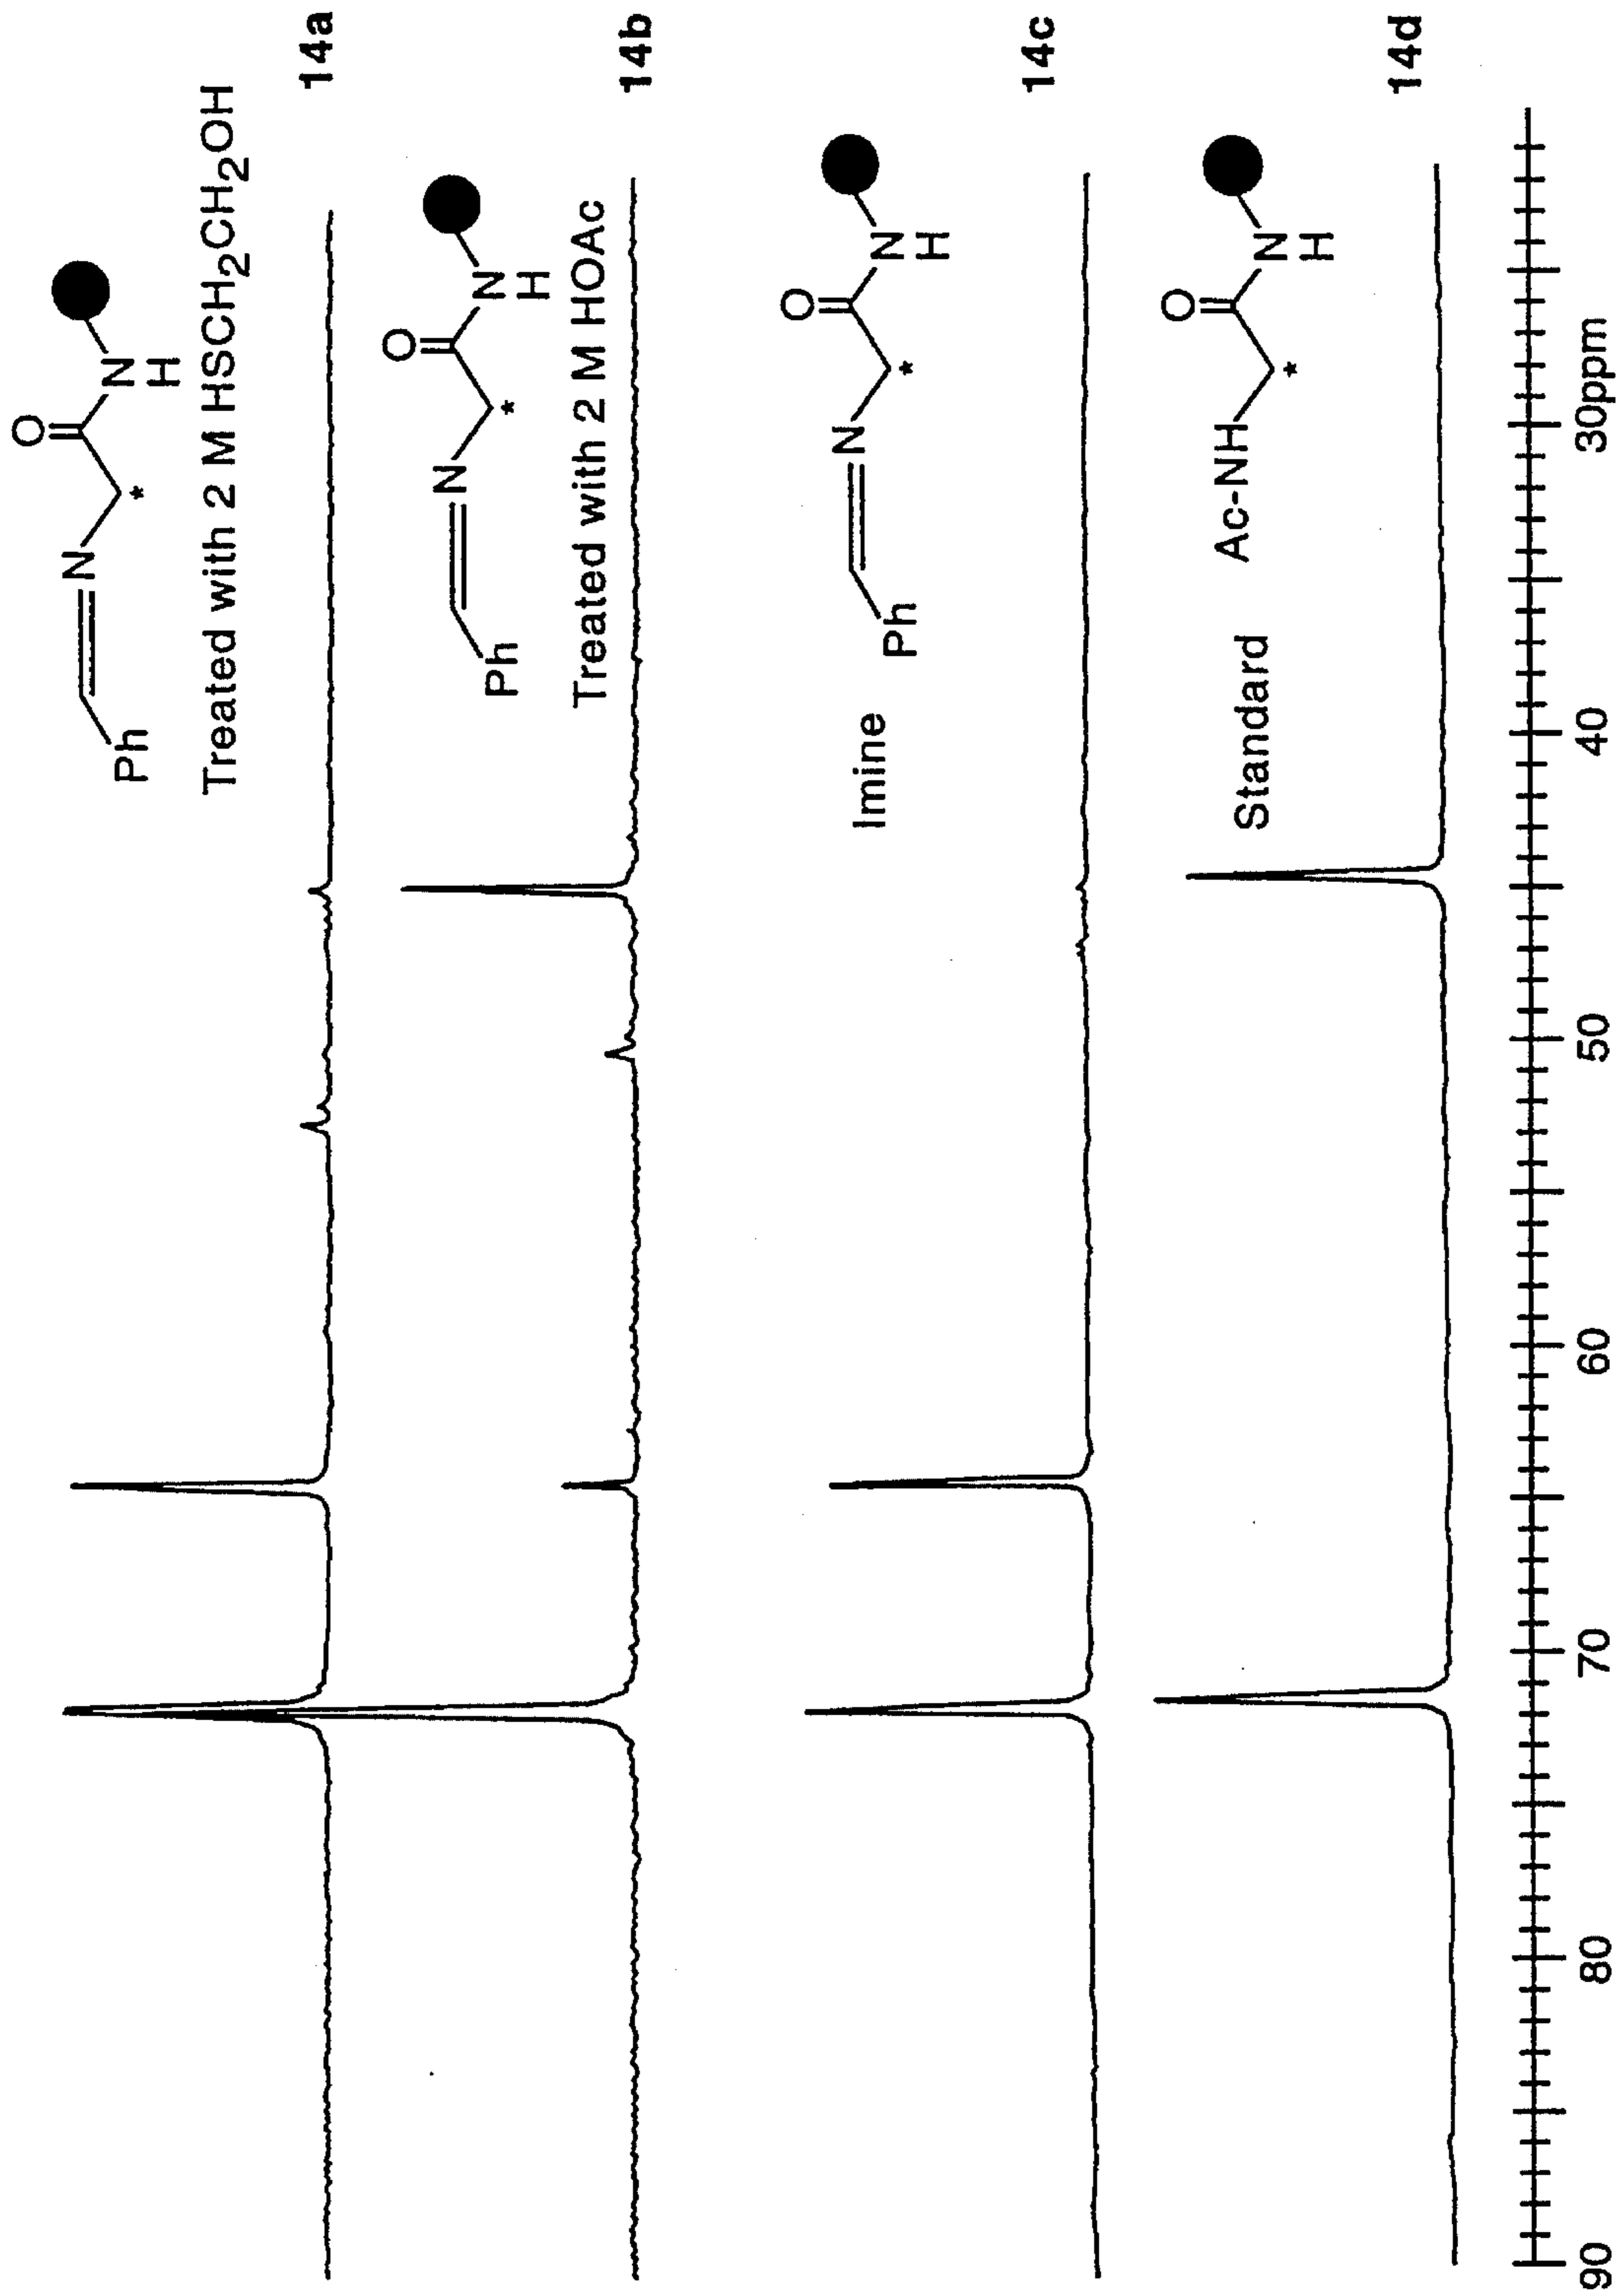 O
Ph N N
H
*
Treated with 2 M HSCH₂CH₂OH
14a
O
Ph N N
H
*
Treated with 2 M HOAc
14b
O
Imine Ph N N
H
*
14c
O
Standard Ac-NH N
H
*
14d
90 80 70 60 50 40 30ppm